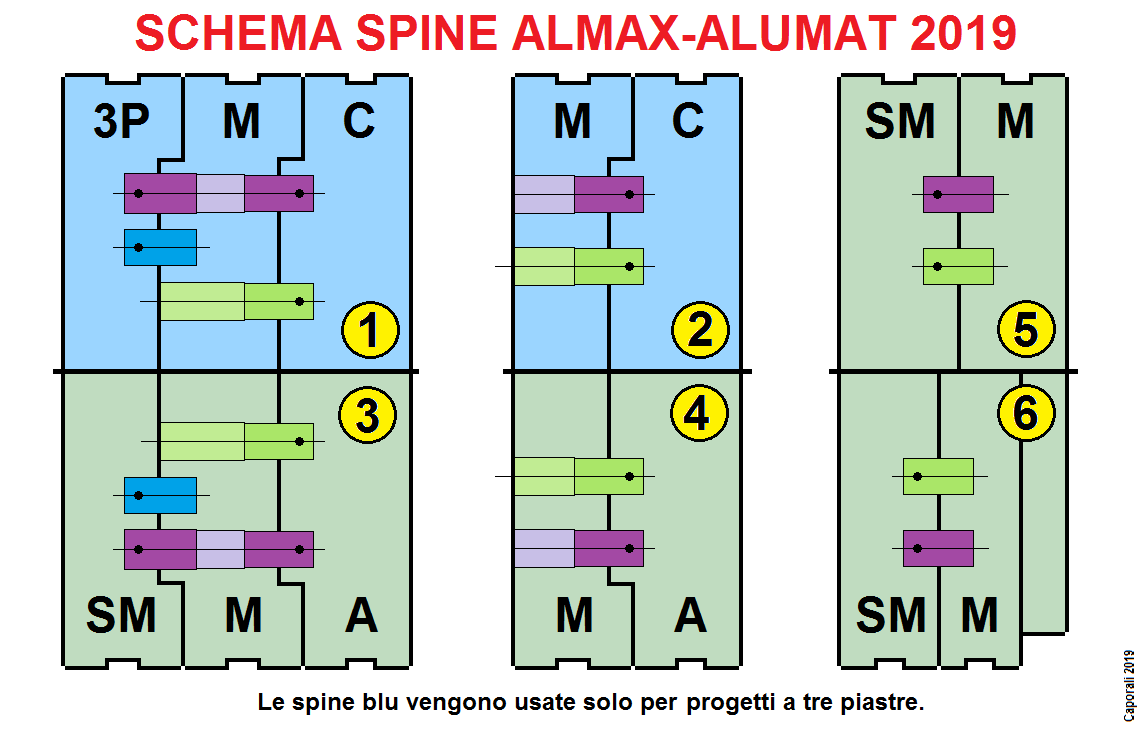 SCHEMA SPINE ALMAX-ALUMAT 2019
3P M C
M C
SM M
1
2
5
3
4
6
SM M A
M A
SM M
Le spine blu vengono usate solo per progetti a tre piastre.
Caporali 2019